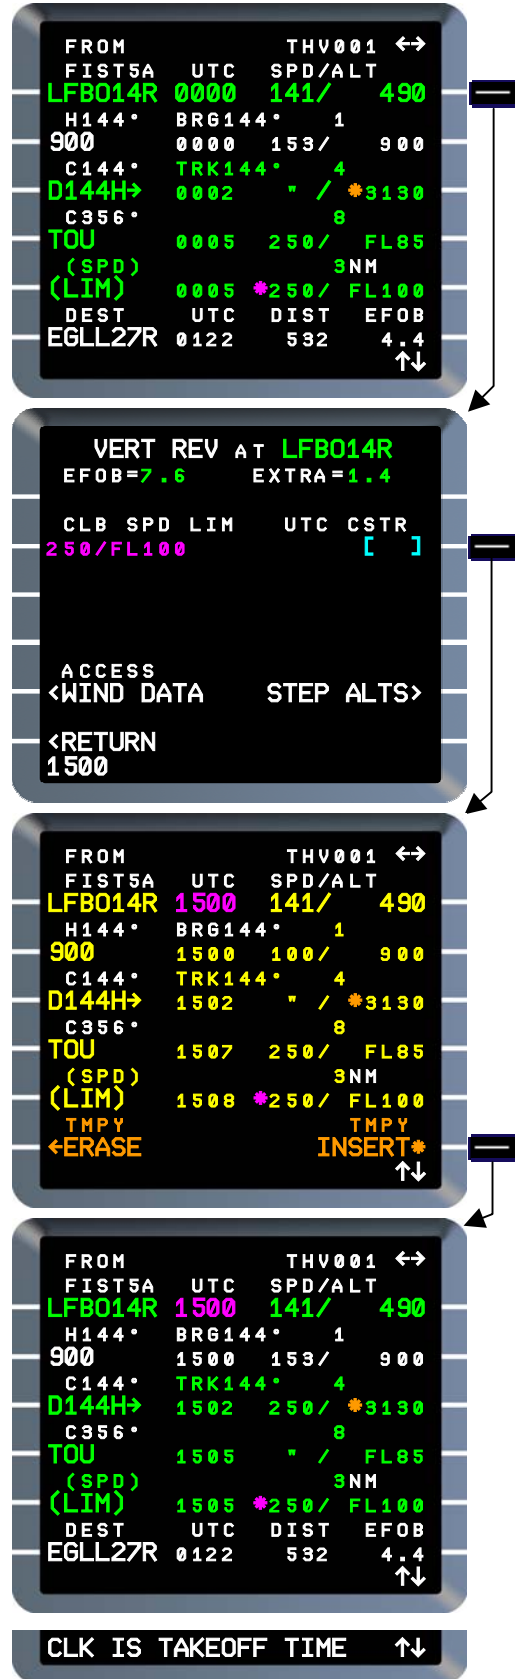 FROM THV001 ↔
FIST5A UTC SPD/ALT
LFBO14R 0000 141/ 490
H144° BRG144° 1
900 0000 153/ 900
C144° TRK144° 4
D144H→ 0002 " / *3130
C356° 8
TOU 0005 250/ FL85
(SPD) 3NM
(LIM) 0005 *250/ FL100
DEST UTC DIST EFOB
EGLL27R 0122 532 4.4
↑↓
VERT REV AT LFBO14R
EFOB=7.6 EXTRA=1.4
CLB SPD LIM UTC CSTR
250/FL100 [ ]
ACCESS
<WIND DATA STEP ALTS>
<RETURN
1500
FROM THV001 ↔
FIST5A UTC SPD/ALT
LFBO14R 1500 141/ 490
H144° BRG144° 1
900 1500 100/ 900
C144° TRK144° 4
D144H→ 1502 " / *3130
C356° 8
TOU 1507 250/ FL85
(SPD) 3NM
(LIM) 1508 *250/ FL100
TMPY TMPY
←ERASE INSERT*
↑↓
FROM THV001 ↔
FIST5A UTC SPD/ALT
LFBO14R 1500 141/ 490
H144° BRG144° 1
900 1500 153/ 900
C144° TRK144° 4
D144H→ 1502 250/ *3130
C356° 8
TOU 1505 " / FL85
(SPD) 3NM
(LIM) 1505 *250/ FL100
DEST UTC DIST EFOB
EGLL27R 0122 532 4.4
↑↓
CLK IS TAKEOFF TIME ↑↓